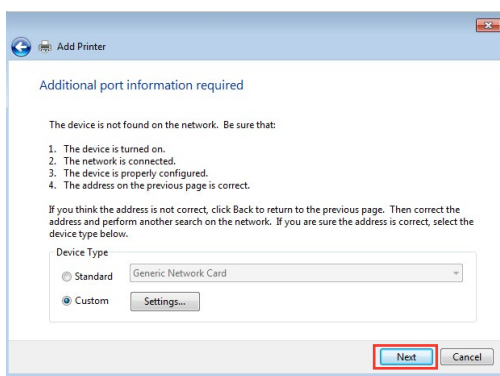 Add Printer
Additional port information required
The device is not found on the network. Be sure that:
1. The device is turned on.
2. The network is connected.
3. The device is properly configured.
4. The address on the previous page is correct.
If you think the address is not correct, click Back to return to the previous page. Then correct the
address and perform another search on the network. If you are sure the address is correct, select the
device type below.
Device Type
Standard Generic Network Card
Custom Settings...
Next Cancel